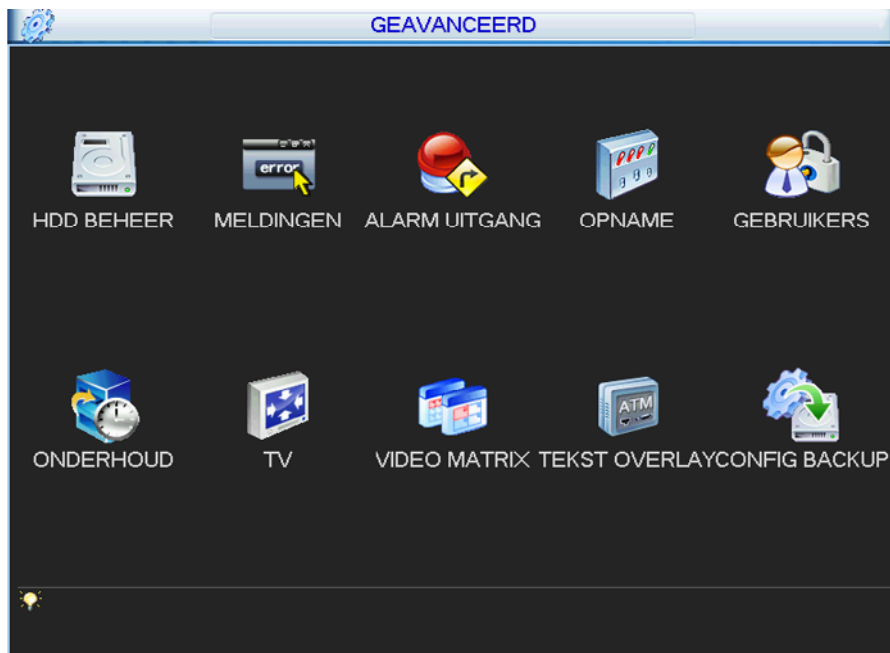 GEAVANCEERD
error
HDD BEHEER MELDINGEN ALARM UITGANG OPNAME GEBRUIKERS
ATM
ONDERHOUD TV VIDEO MATRIX TEKST OVERLAY CONFIG BACKUP